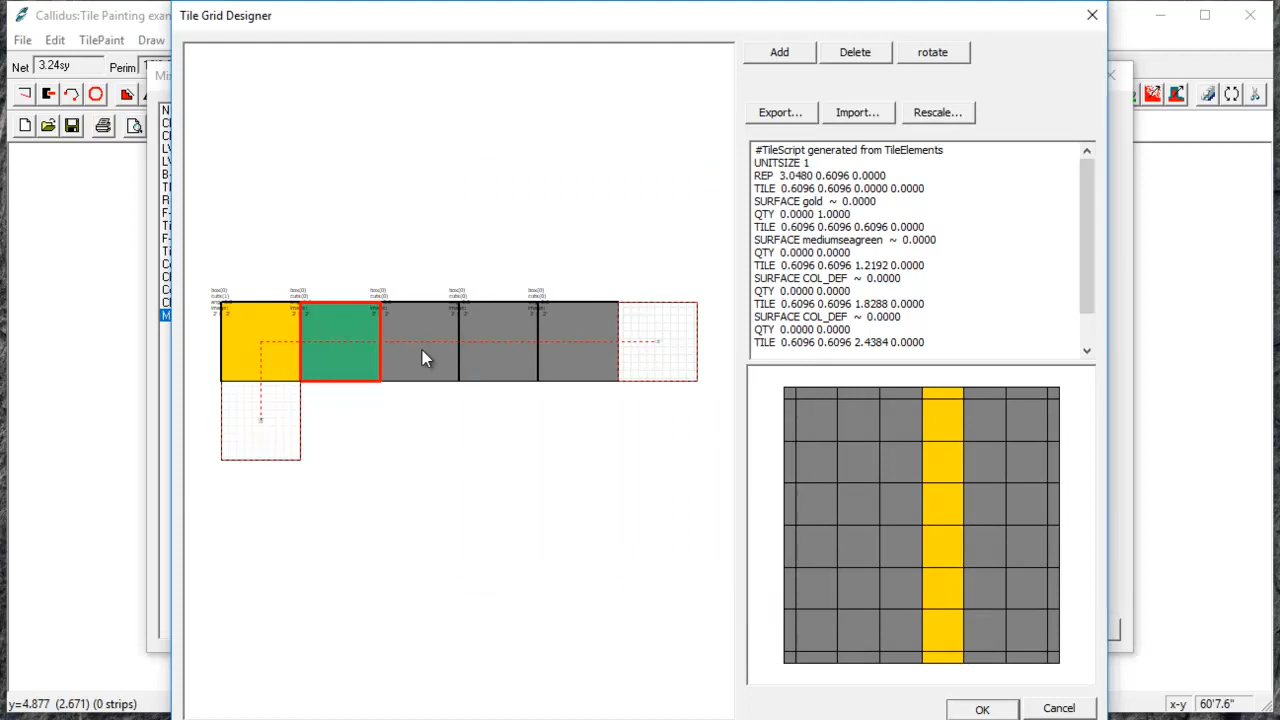 Callidus:Tile Painting exan
Tile Grid Designer
File Edit TilePaint Draw
Net 3.24sy Perim
Add Delete rotate
Export... Import... Rescale...
#TileScript generated from TileElements
UNITSIZE 1
REP 3.0480 0.6096 0.0000
TILE 0.6096 0.6096 0.0000 0.0000
SURFACE gold ~ 0.0000
QTY 0.0000 1.0000
TILE 0.6096 0.6096 0.6096 0.0000
SURFACE mediumseagreen ~ 0.0000
QTY 0.0000 0.0000
TILE 0.6096 0.6096 1.2192 0.0000
SURFACE COL_DEF ~ 0.0000
QTY 0.0000 0.0000
TILE 0.6096 0.6096 1.8288 0.0000
SURFACE COL_DEF ~ 0.0000
QTY 0.0000 0.0000
TILE 0.6096 0.6096 2.4384 0.0000
OK Cancel
y=4.877 (2.671) (0 strips)
x-y 60'7.6"